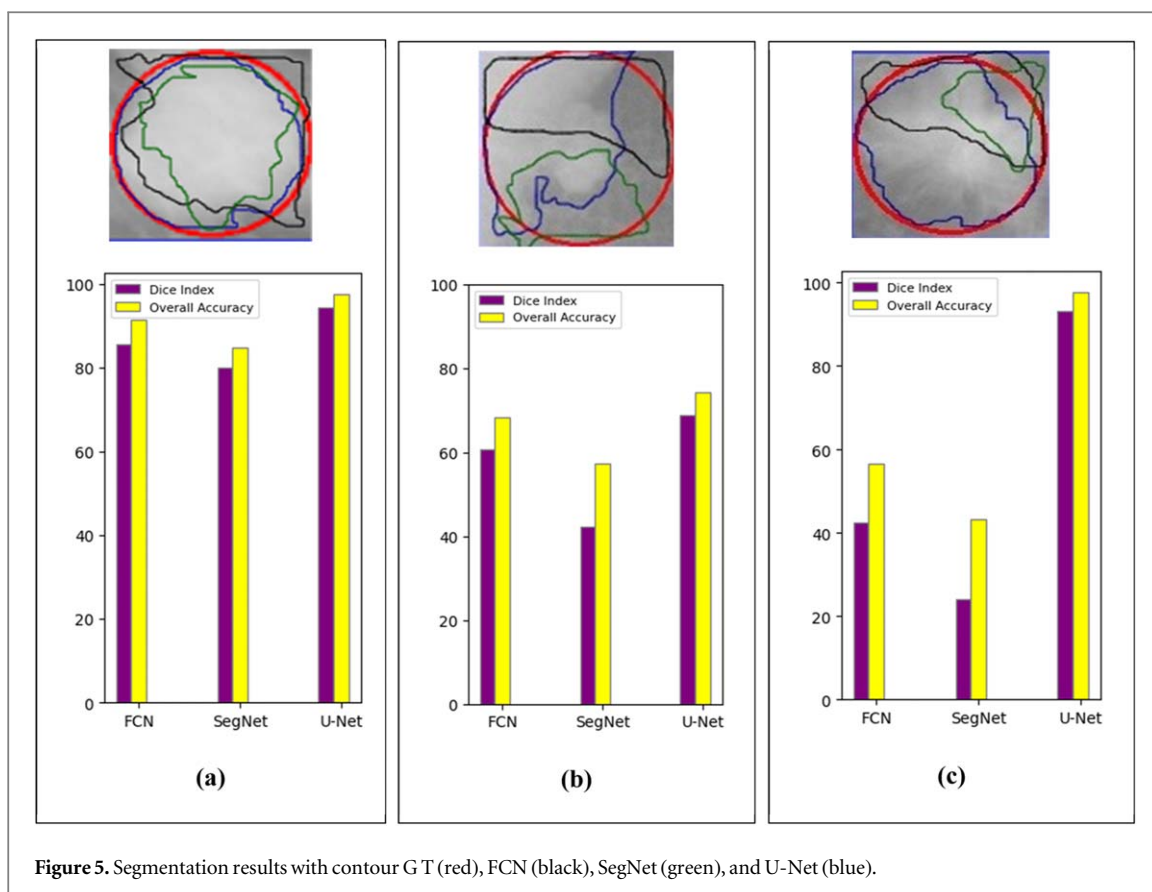 100
80
60
40
20
0
Dice Index
Overall Accuracy
FCN
SegNet
U-Net
(a)
100
80
60
40
20
0
Dice Index
Overall Accuracy
FCN
SegNet
U-Net
(b)
100
80
60
40
20
0
Dice Index
Overall Accuracy
FCN
SegNet
U-Net
(c)
Figure 5. Segmentation results with contour G T (red), FCN (black), SegNet (green), and U-Net (blue).